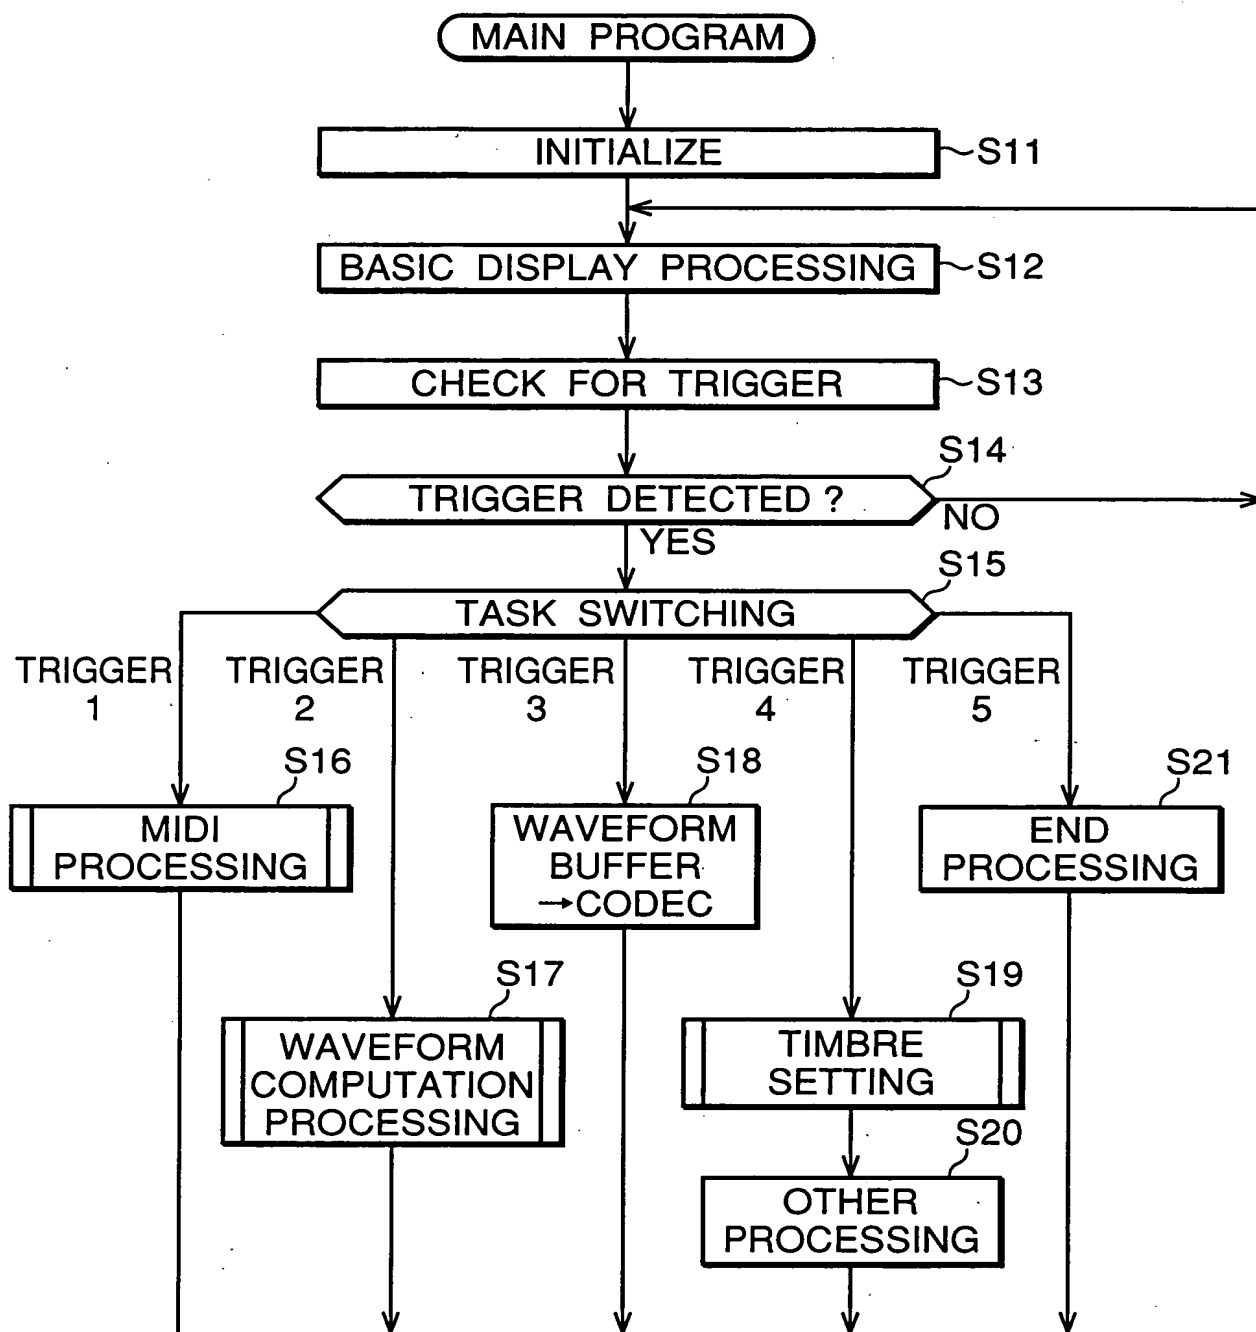 MAIN PROGRAM
INITIALIZE
S11
BASIC DISPLAY PROCESSING
S12
CHECK FOR TRIGGER
S13
S14
TRIGGER DETECTED ?
NO
YES
S15
TASK SWITCHING
TRIGGER
1
TRIGGER
2
TRIGGER
3
TRIGGER
4
TRIGGER
5
S16
MIDI
PROCESSING
S18
WAVEFORM
BUFFER
→CODEC
S21
END
PROCESSING
S17
WAVEFORM
COMPUTATION
PROCESSING
S19
TIMBRE
SETTING
S20
OTHER
PROCESSING